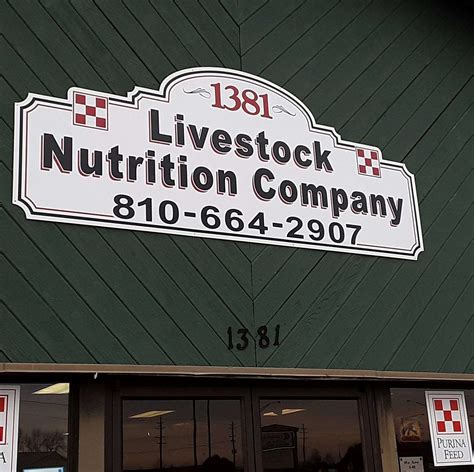 1381
Livestock
Nutrition Company
810-664-2907
1381
PURINA
FEED